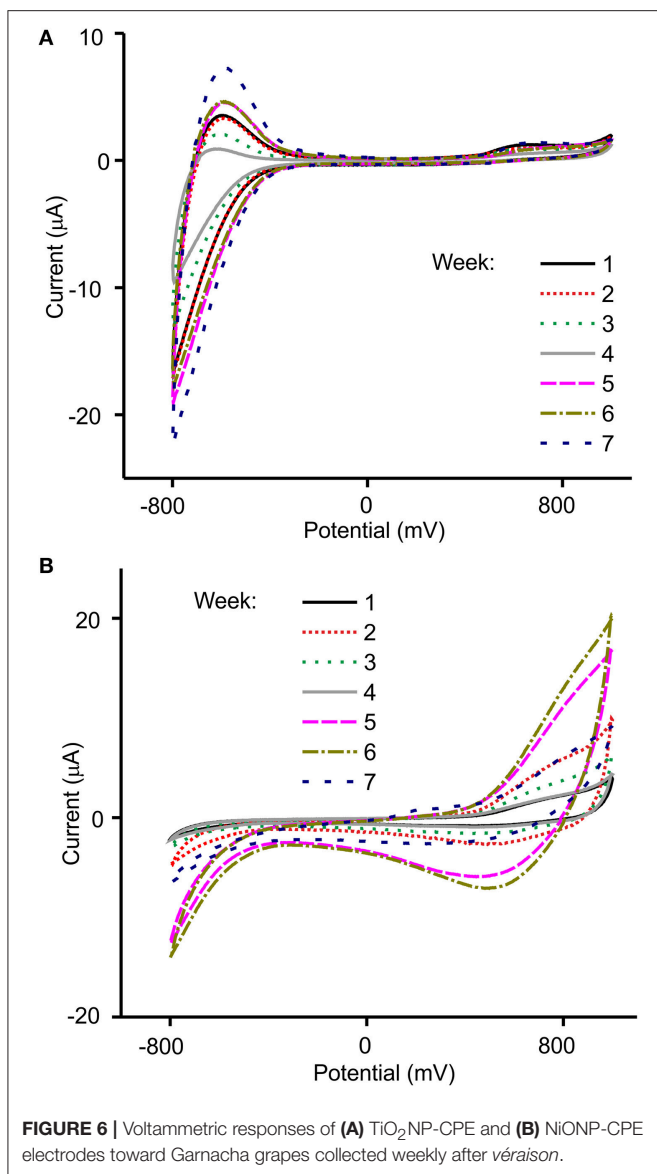 A
10
0
-10
-20
Current (μA)
Week:
1
2
3
4
5
6
7
-800
0
800
Potential (mV)
B
20
0
-20
Current (μA)
Week:
1
2
3
4
5
6
7
-800
0
800
Potential (mV)
FIGURE 6 | Voltammetric responses of (A) TiO2NP-CPE and (B) NiONP-CPE
electrodes toward Garnacha grapes collected weekly after véraison.